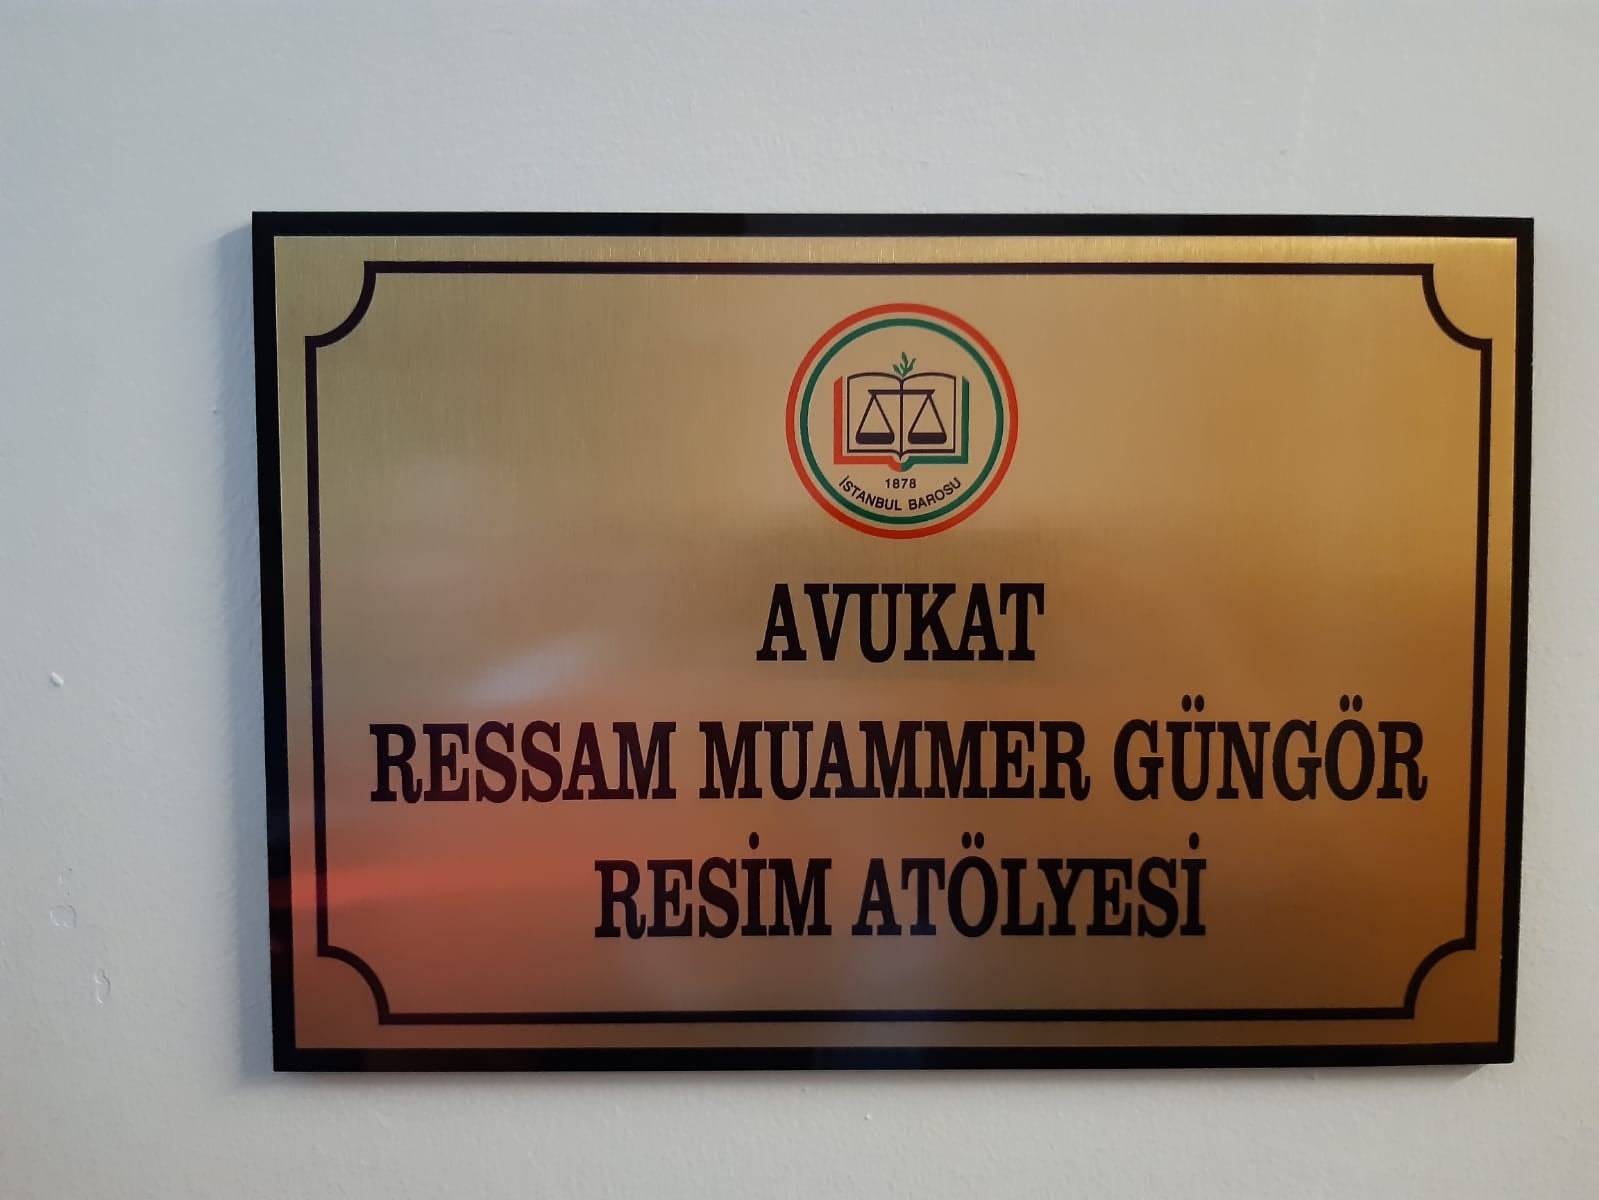 1878
İSTANBUL BAROSU
AVUKAT
RESSAM MUAMMER GÜNGÖR
RESİM ATÖLYESİ